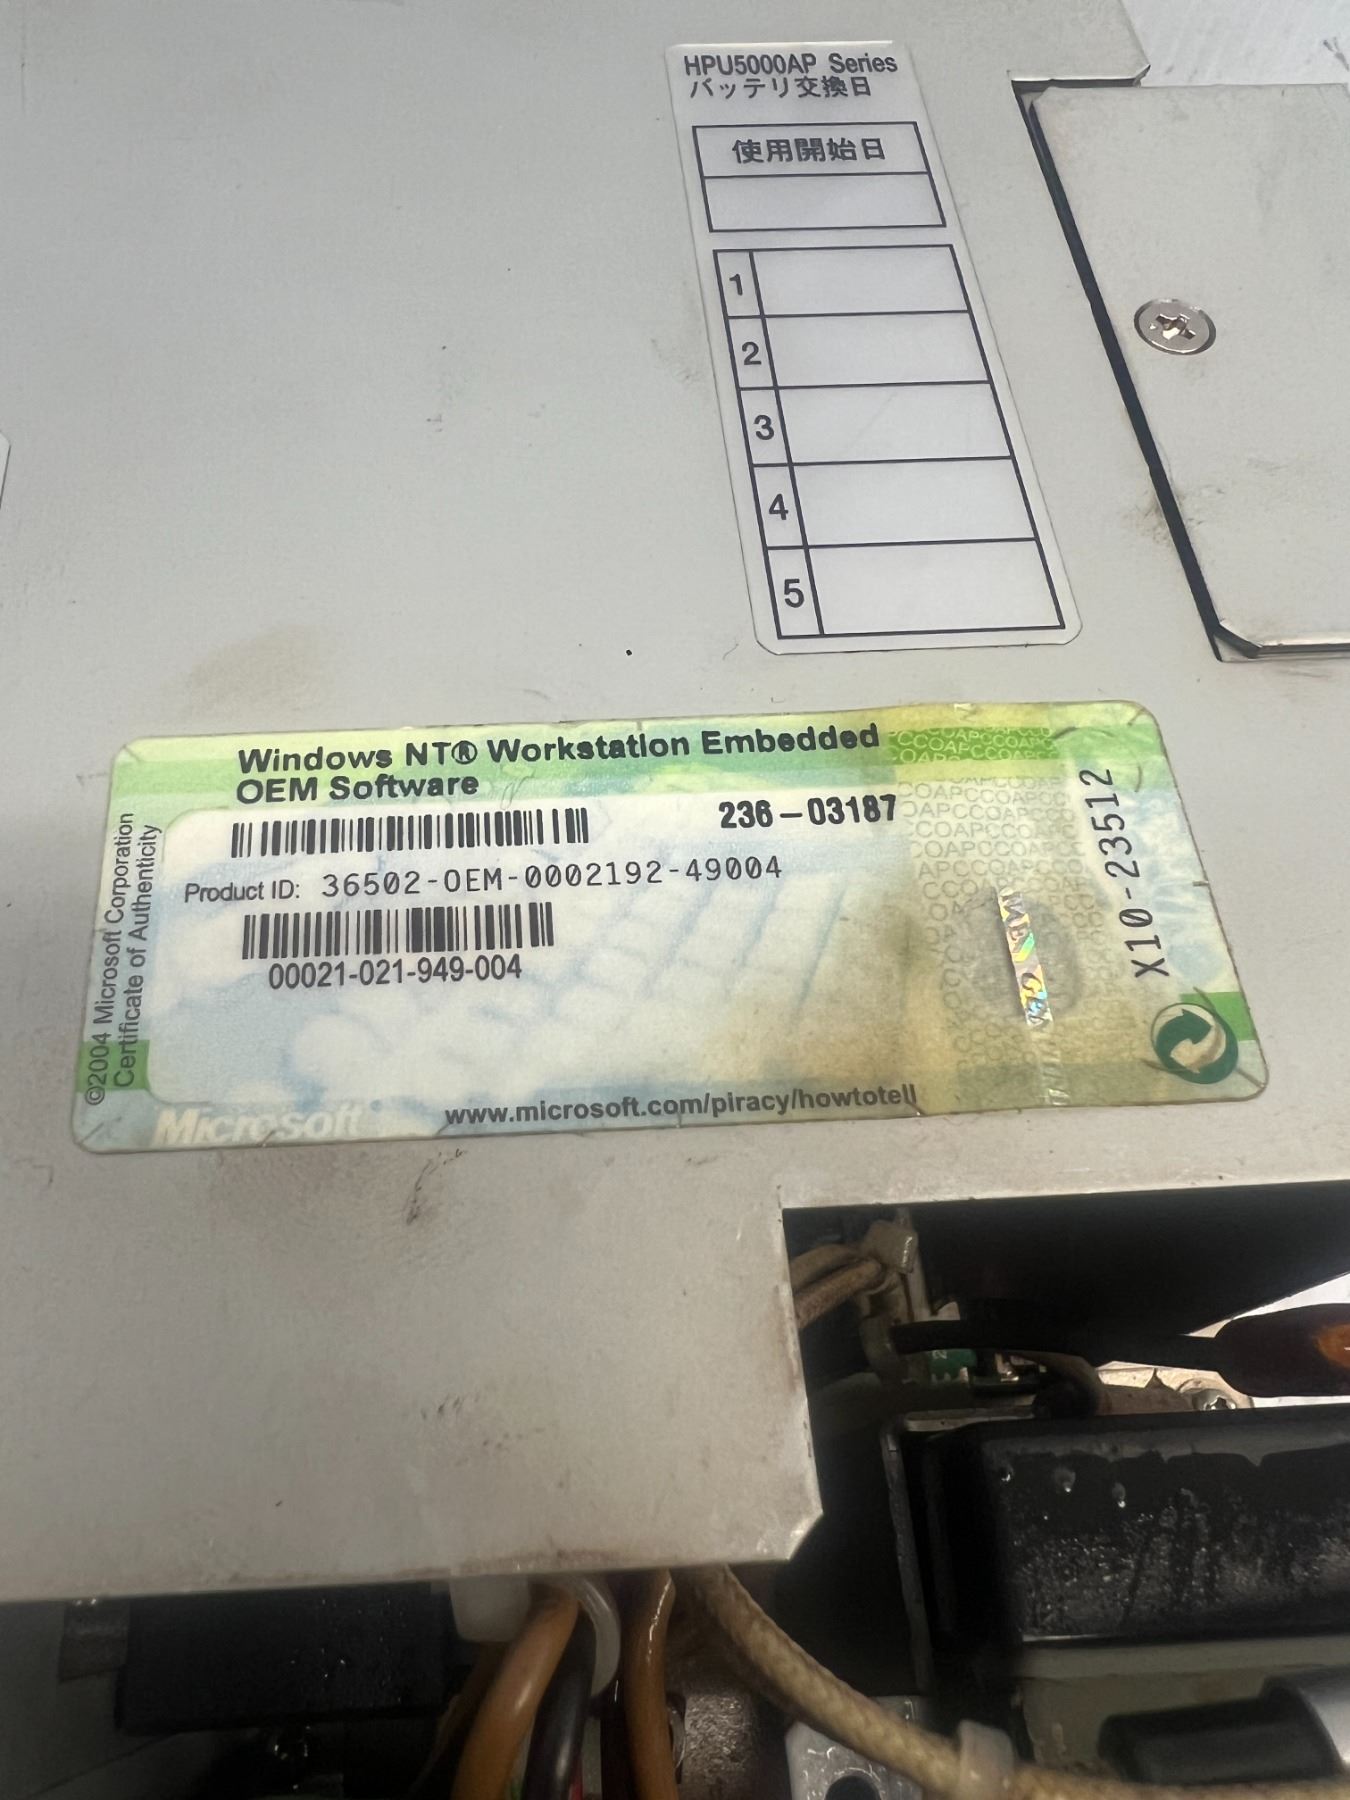 HPU5000AP Series
バッテリ交換日
使用開始日
1
2
3
4
5
Windows NT® Workstation Embedded
OEM Software
236-03187
Product ID: 36502-OEM-0002192-49004
00021-021-949-004
©2004 Microsoft Corporation
Certificate of Authenticity
X10-23512
Microsoft
www.microsoft.com/piracy/howtotell